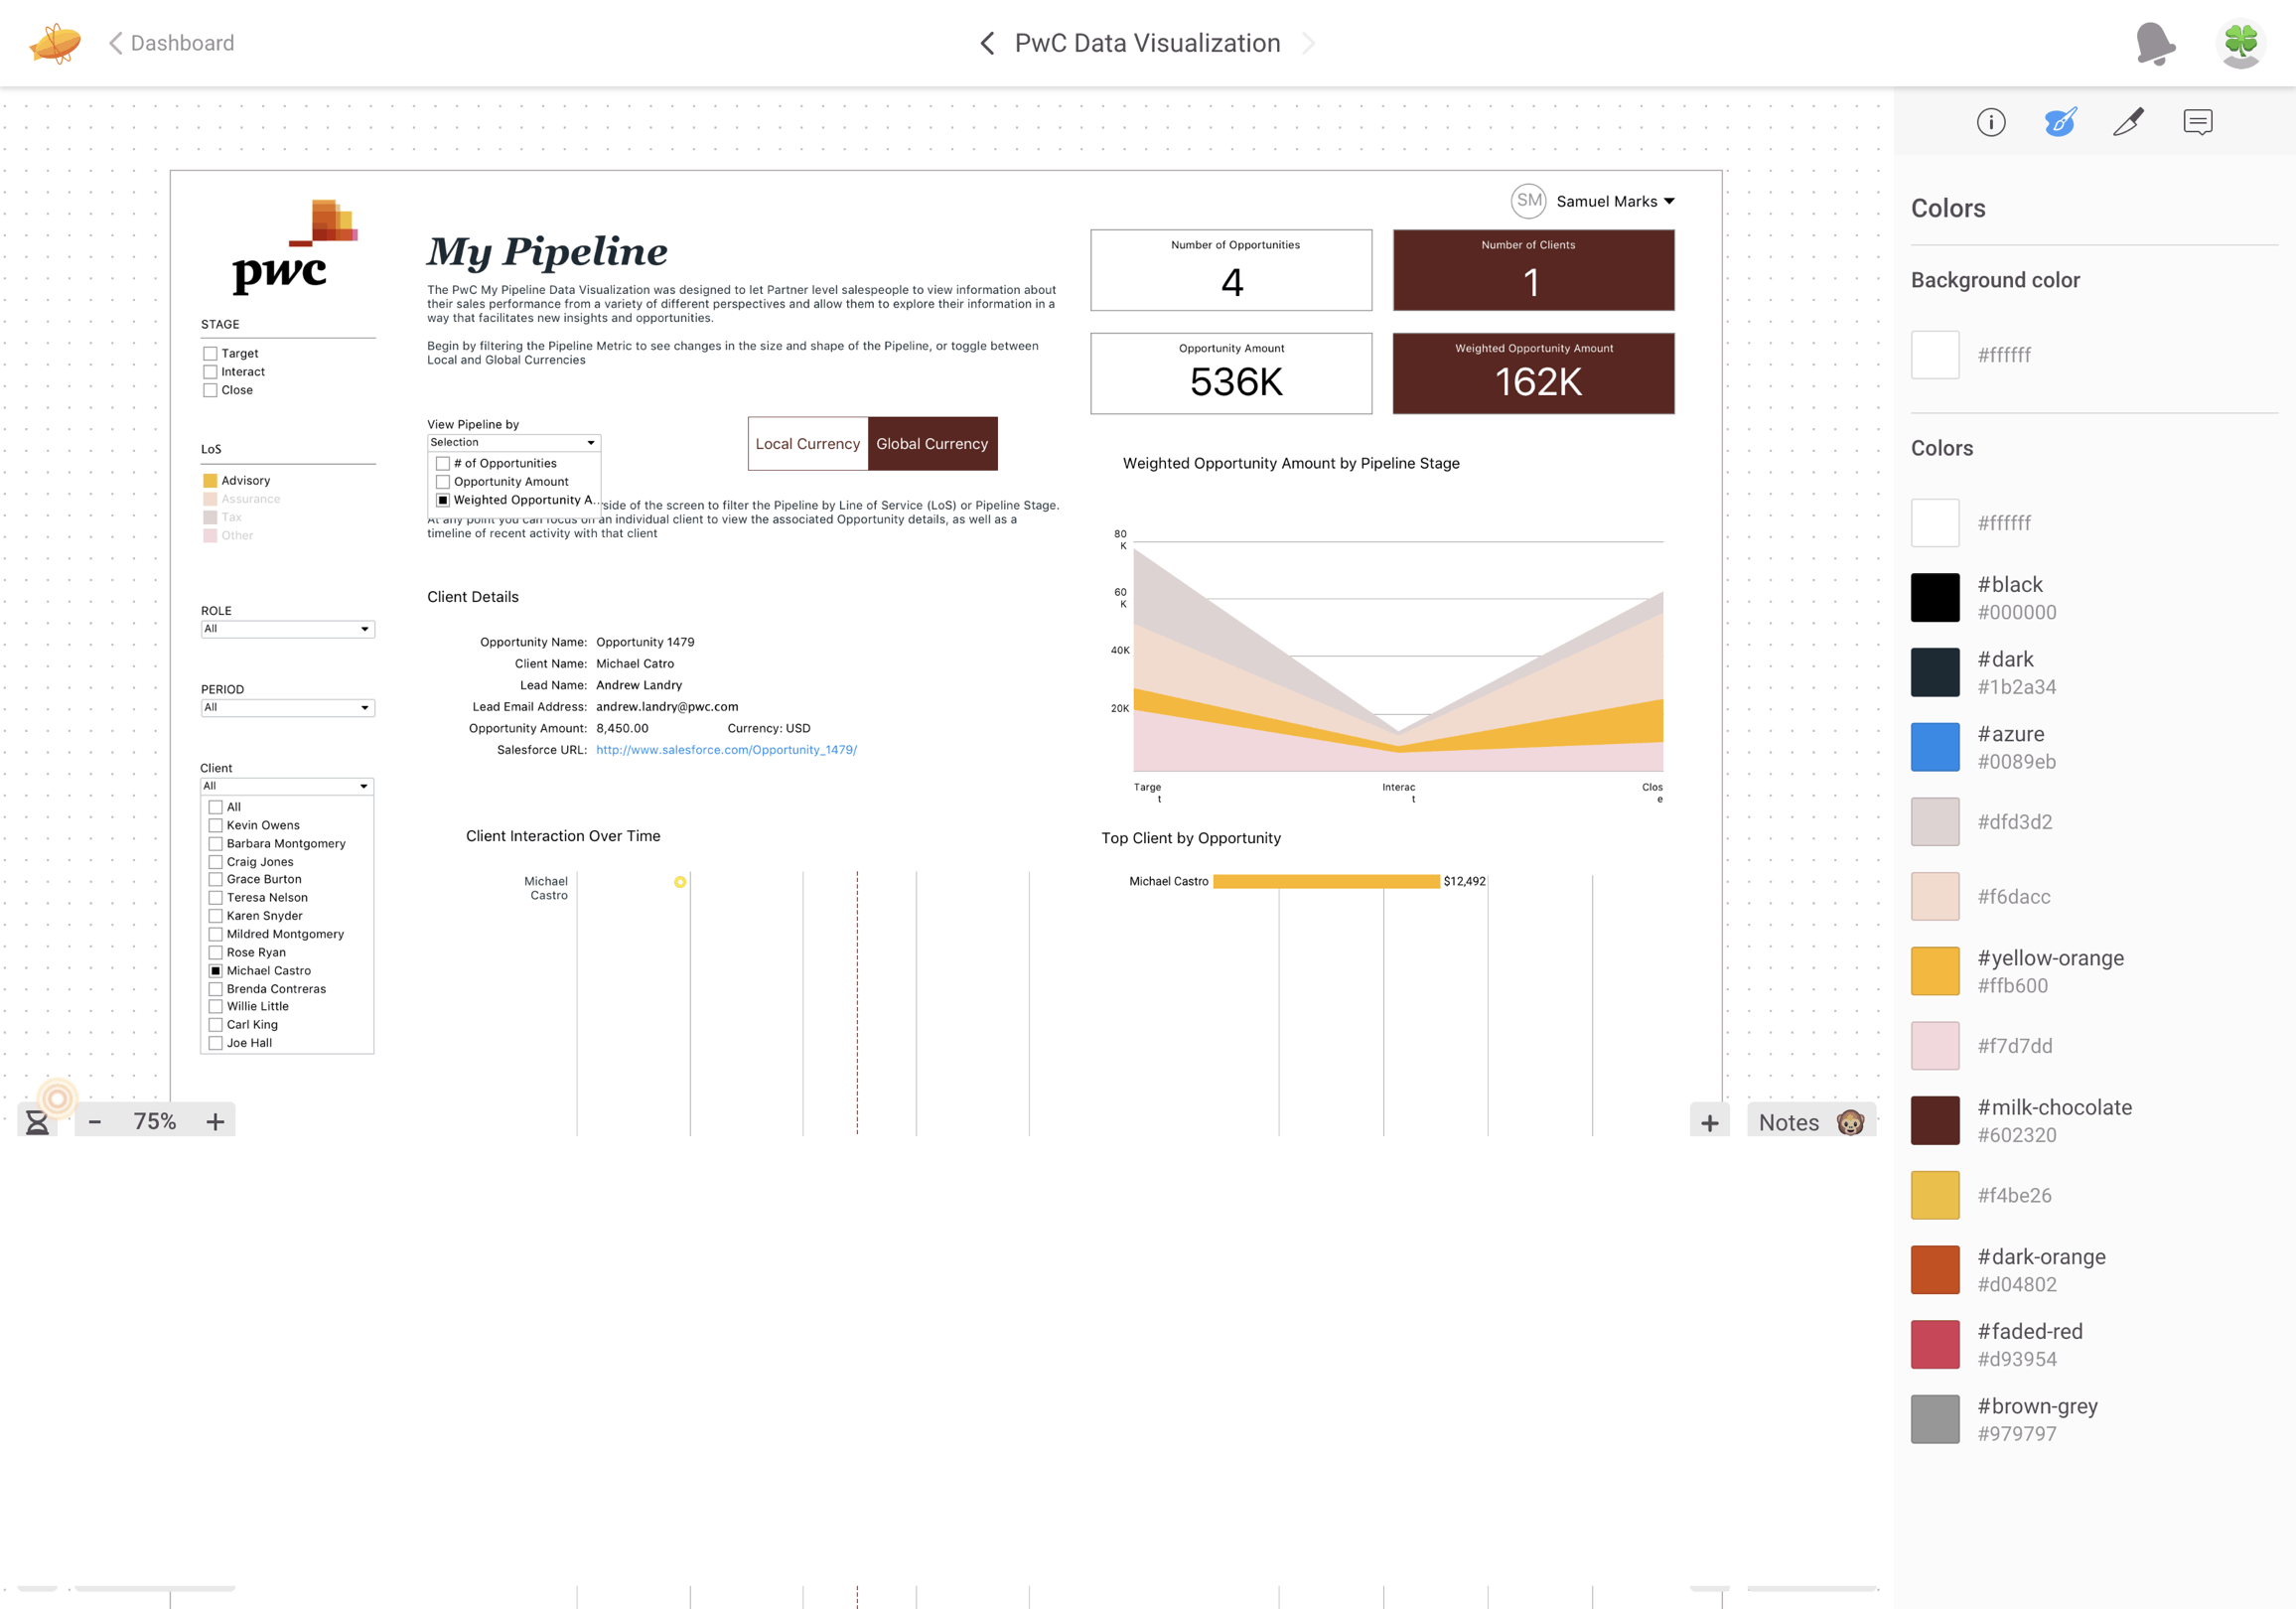 Dashboard
PwC Data Visualization
pwc
STAGE
Target
Interact
Close
LoS
Advisory
Assurance
Tax
Other
ROLE
All
PERIOD
All
Client
All
All
Kevin Owens
Barbara Montgomery
Craig Jones
Grace Burton
Teresa Nelson
Karen Snyder
Mildred Montgomery
Rose Ryan
Michael Castro
Brenda Contreras
Willie Little
Carl King
Joe Hall
My Pipeline
The PwC My Pipeline Data Visualization was designed to let Partner level salespeople to view information about
their sales performance from a variety of different perspectives and allow them to explore their information in a
way that facilitates new insights and opportunities.
Begin by filtering the Pipeline Metric to see changes in the size and shape of the Pipeline, or toggle between
Local and Global Currencies
View Pipeline by
Selection
# of Opportunities
Opportunity Amount
Weighted Opportunity A...
Local Currency
Global Currency
side of the screen to filter the Pipeline by Line of Service (LoS) or Pipeline Stage.
At any point you can focus on an individual client to view the associated Opportunity details, as well as a
timeline of recent activity with that client
Client Details
Opportunity Name: Opportunity 1479
Client Name: Michael Catro
Lead Name: Andrew Landry
Lead Email Address: andrew.landry@pwc.com
Opportunity Amount: 8,450.00 Currency: USD
Salesforce URL: http://www.salesforce.com/Opportunity_1479/
Client Interaction Over Time
Michael
Castro
SM Samuel Marks
Number of Opportunities
4
Number of Clients
1
Opportunity Amount
536K
Weighted Opportunity Amount
162K
Weighted Opportunity Amount by Pipeline Stage
80
K
60
K
40K
20K
Targe
t
Interac
t
Clos
e
Top Client by Opportunity
Michael Castro $12,492
- 75% +
+
Notes
Colors
Background color
#ffffff
Colors
#ffffff
#black
#000000
#dark
#1b2a34
#azure
#0089eb
#dfd3d2
#f6dacc
#yellow-orange
#ffb600
#f7d7dd
#milk-chocolate
#602320
#f4be26
#dark-orange
#d04802
#faded-red
#d93954
#brown-grey
#979797